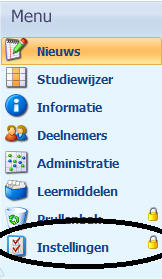 Menu
Nieuws
Studiewijzer
Informatie
Deelnemers
Administratie
Leermiddelen
Prullenbak
Instellingen